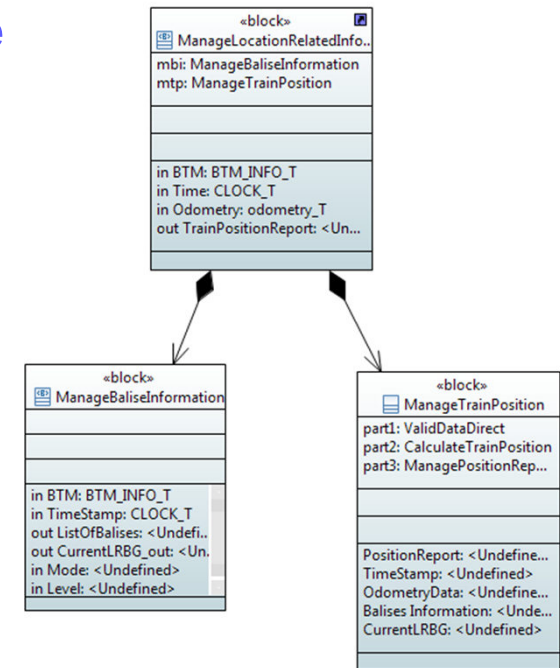 «block»
ManageLocationRelatedInfo..
mbi: ManageBaliseInformation
mtp: ManageTrainPosition
in BTM: BTM_INFO_T
in Time: CLOCK_T
in Odometry: odometry_T
out TrainPositionReport: <Un...
«block»
ManageBaliseInformation
in BTM: BTM_INFO_T
in TimeStamp: CLOCK_T
out ListOfBalises: <Undefi..
out CurrentLRBG_out: <Un.
in Mode: <Undefined>
in Level: <Undefined>
«block»
ManageTrainPosition
part1: ValidDataDirect
part2: CalculateTrainPosition
part3: ManagePositionRep...
PositionReport: <Undefine...
TimeStamp: <Undefined>
OdometryData: <Undefine...
Balises Information: <Unde...
CurrentLRBG: <Undefined>